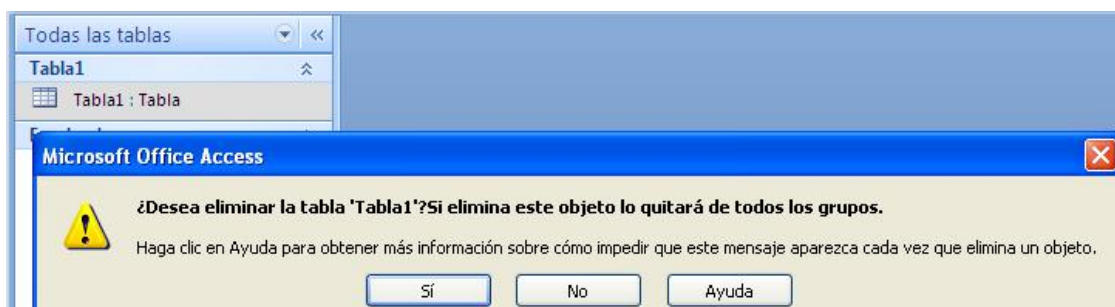 Todas las tablas
Tabla1
Tabla1 : Tabla
Microsoft Office Access
¿Desea eliminar la tabla 'Tabla1'?Si elimina este objeto lo quitará de todos los grupos.
Haga clic en Ayuda para obtener más información sobre cómo impedir que este mensaje aparezca cada vez que elimina un objeto.
Sí No Ayuda